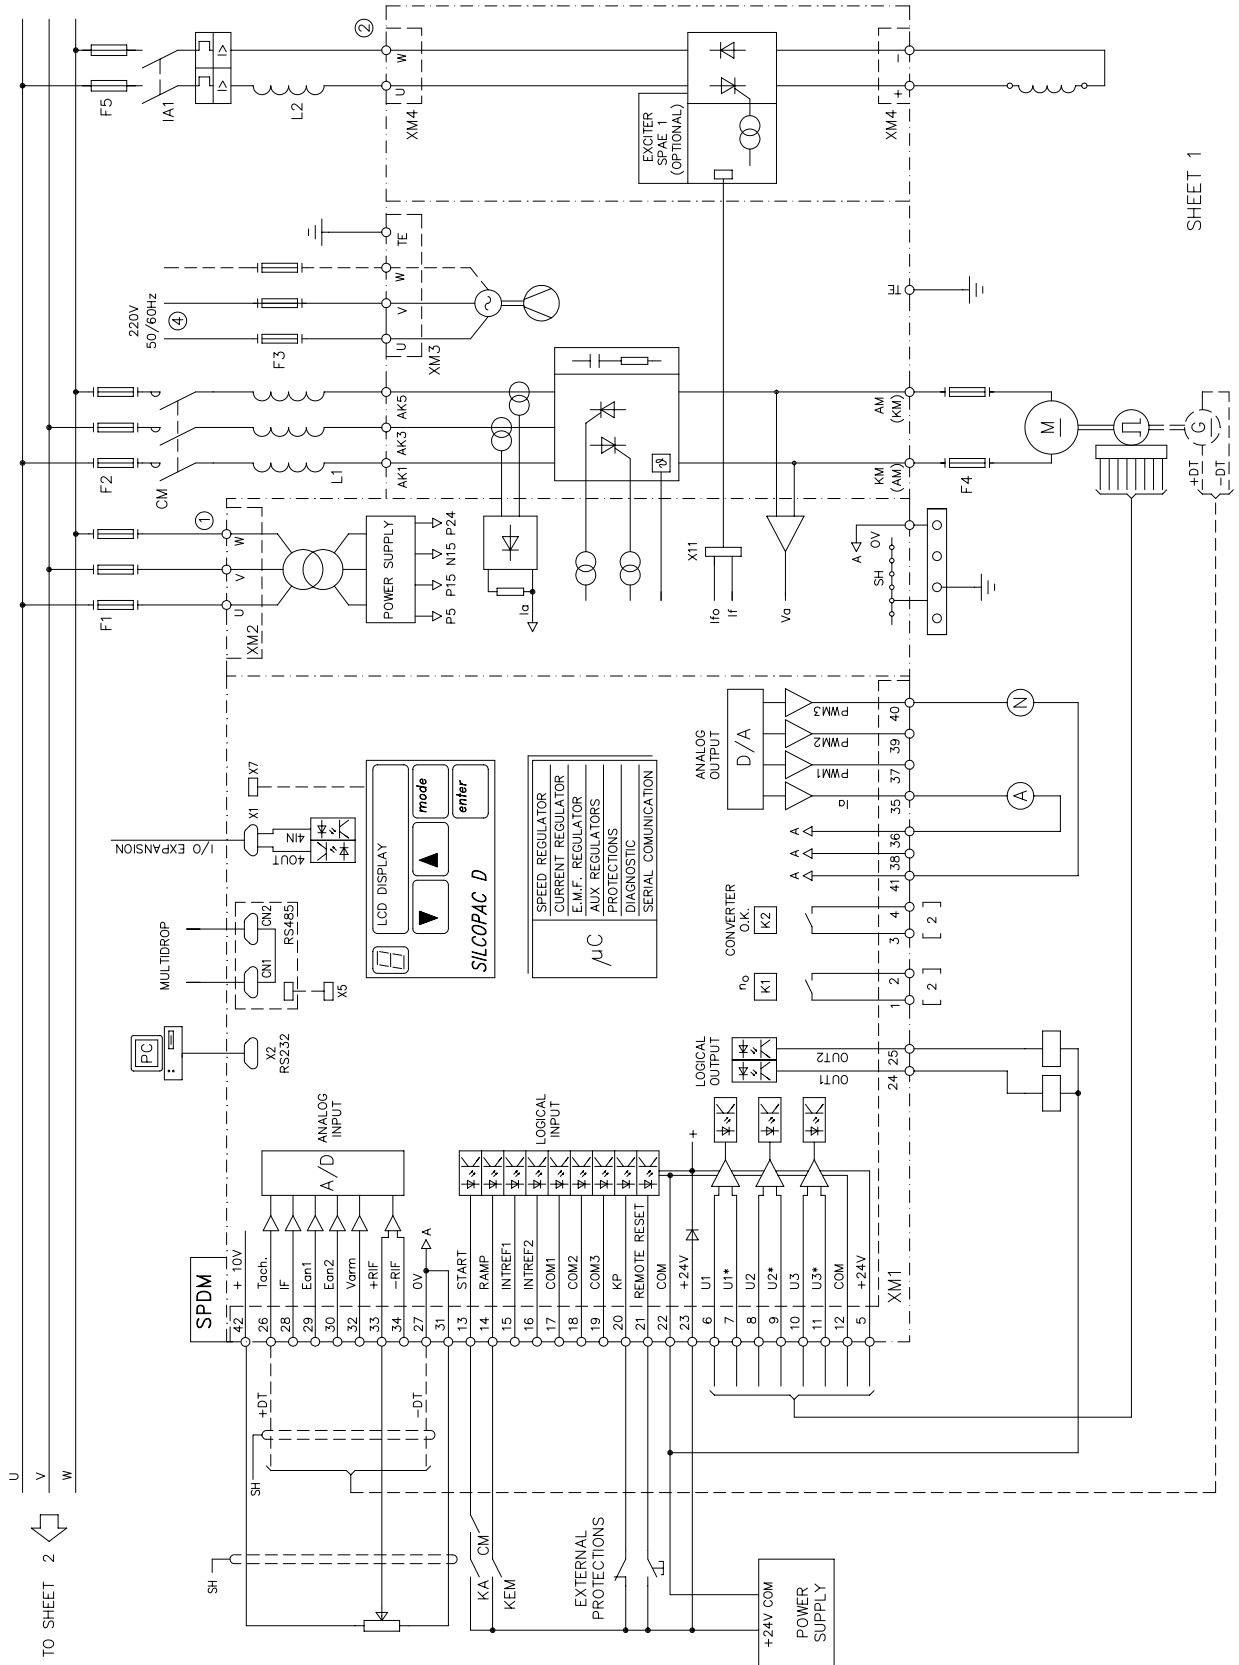 TO SHEET 2
U
V
W
F1
F2
F5
CM
IA1
L1
L2
220V
50/60Hz
4
F3
1
2
U
V
W
XM2
AK1
AK3
AK5
U
V
W
TE
XM3
U
W
XM4
SH
SH
+DT
-DT
KA
CM
KEM
EXTERNAL
PROTECTIONS
+24V COM
POWER
SUPPLY
SPDM
42 + 10V
26 Tach.
28 IF
29 Ean1
30 Ean2
32 Varm
33 +RIF
34 -RIF
27 0V
31
A
13 START
14 RAMP
15 INTREF1
16 INTREF2
17 COM1
18 COM2
19 COM3
20 KP
21 REMOTE RESET
22 COM
23 +24V
6 U1
7 U1*
8 U2
9 U2*
10 U3
11 U3*
12 COM
5 +24V
XM1
A/D
ANALOG
INPUT
LOGICAL
INPUT
+
PC
X2
RS232
MULTIDROP
CN1
CN2
RS485
X5
I/O EXPANSION
X1
X7
4OUT
4IN
LCD DISPLAY
mode
enter
SILCOPAC D
µC
SPEED REGULATOR
CURRENT REGULATOR
E.M.F. REGULATOR
AUX REGULATORS
PROTECTIONS
DIAGNOSTIC
SERIAL COMUNICATION
LOGICAL
OUTPUT
OUT1
OUT2
24
25
n₀
K1
1
2
[ 2 ]
CONVERTER
O.K.
K2
3
4
[ 2 ]
A
A
A
41
38
36
ANALOG
OUTPUT
D/A
Ia
PWM1
PWM2
PWM3
35
37
39
40
A
N
POWER SUPPLY
P5
P15
N15
P24
Ia
Ifo
If
X11
Va
A
0V
SH
ϑ
KM
(AM)
AM
(KM)
F4
M
G
+DT
-DT
TE
EXCITER
SPAE 1
(OPTIONAL)
XM4
+
-
SHEET 1